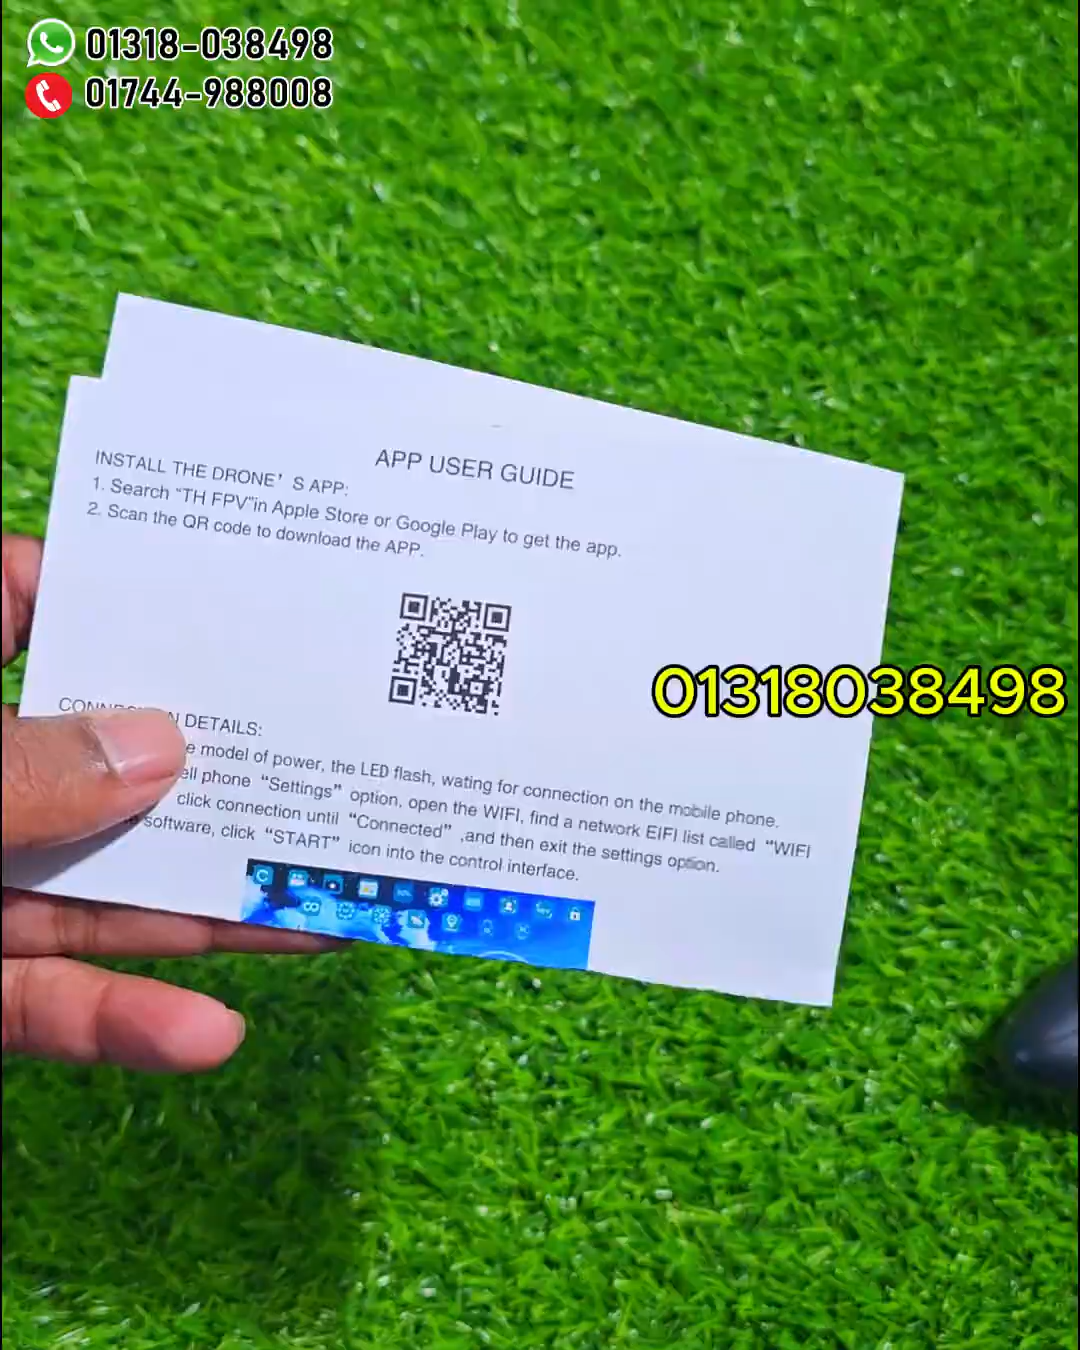 01318-038498
01744-988008
APP USER GUIDE
INSTALL THE DRONE’ S APP:
1. Search “TH FPV”in Apple Store or Google Play to get the app.
2. Scan the QR code to download the APP.
01318038498
DETAILS:
model of power, the LED flash, wating for connection on the mobile phone.
phone “Settings” option, open the WIFI, find a network EIFI list called “WIFI
click connection until “Connected” ,and then exit the settings option.
software, click “START” icon into the control interface.